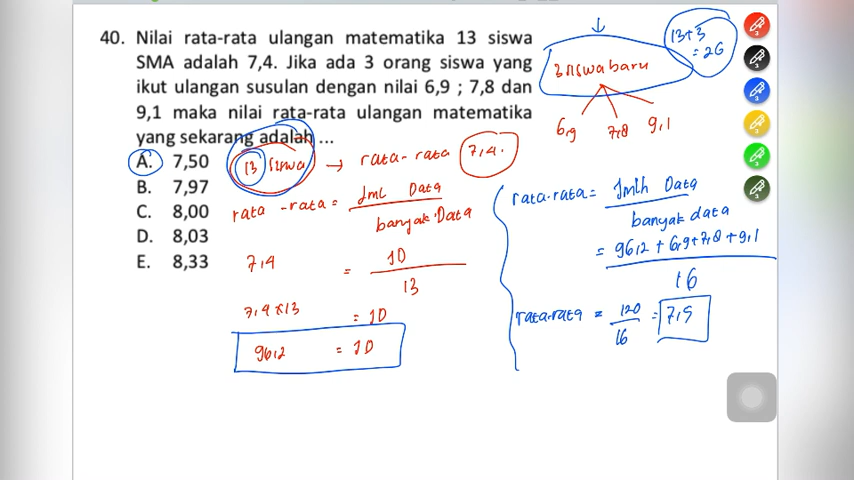 40. Nilai rata-rata ulangan matematika 13 siswa
SMA adalah 7,4. Jika ada 3 orang siswa yang
ikut ulangan susulan dengan nilai 6,9 ; 7,8 dan
9,1 maka nilai rata-rata ulangan matematika
yang sekarang adalah ...
A. 7,50
B. 7,97
C. 8,00
D. 8,03
E. 8,33
13 siswa → rata-rata 7,4.
rata-rata = Jml Data
banyak Data
7,4 = JD
13
7,4 x 13 = JD
96,2 = JD
13+3
= 26
3 siswa baru
6,9 7,8 9,1
rata-rata = Jmlh Data
banyak data
= 96,2 + 6,9 + 7,8 + 9,1
16
rata-rata = 120 = 7,5
16